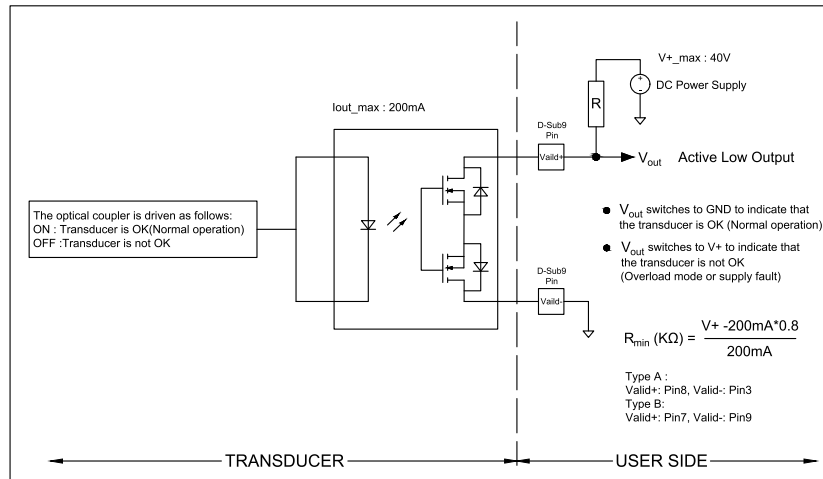 V+_max : 40V
DC Power Supply
+
-
R
Iout_max : 200mA
D-Sub9
Pin
Vaild+
Vout Active Low Output
The optical coupler is driven as follows:
ON : Transducer is OK(Normal operation)
OFF :Transducer is not OK
● Vout switches to GND to indicate that
the transducer is OK (Normal operation)
● Vout switches to V+ to indicate that
the transducer is not OK
(Overload mode or supply fault)
D-Sub9
Pin
Vaild-
Rmin (KΩ) = V+ -200mA*0.8
200mA
Type A :
Valid+: Pin8, Valid-: Pin3
Type B:
Valid+: Pin7, Valid-: Pin9
TRANSDUCER
USER SIDE